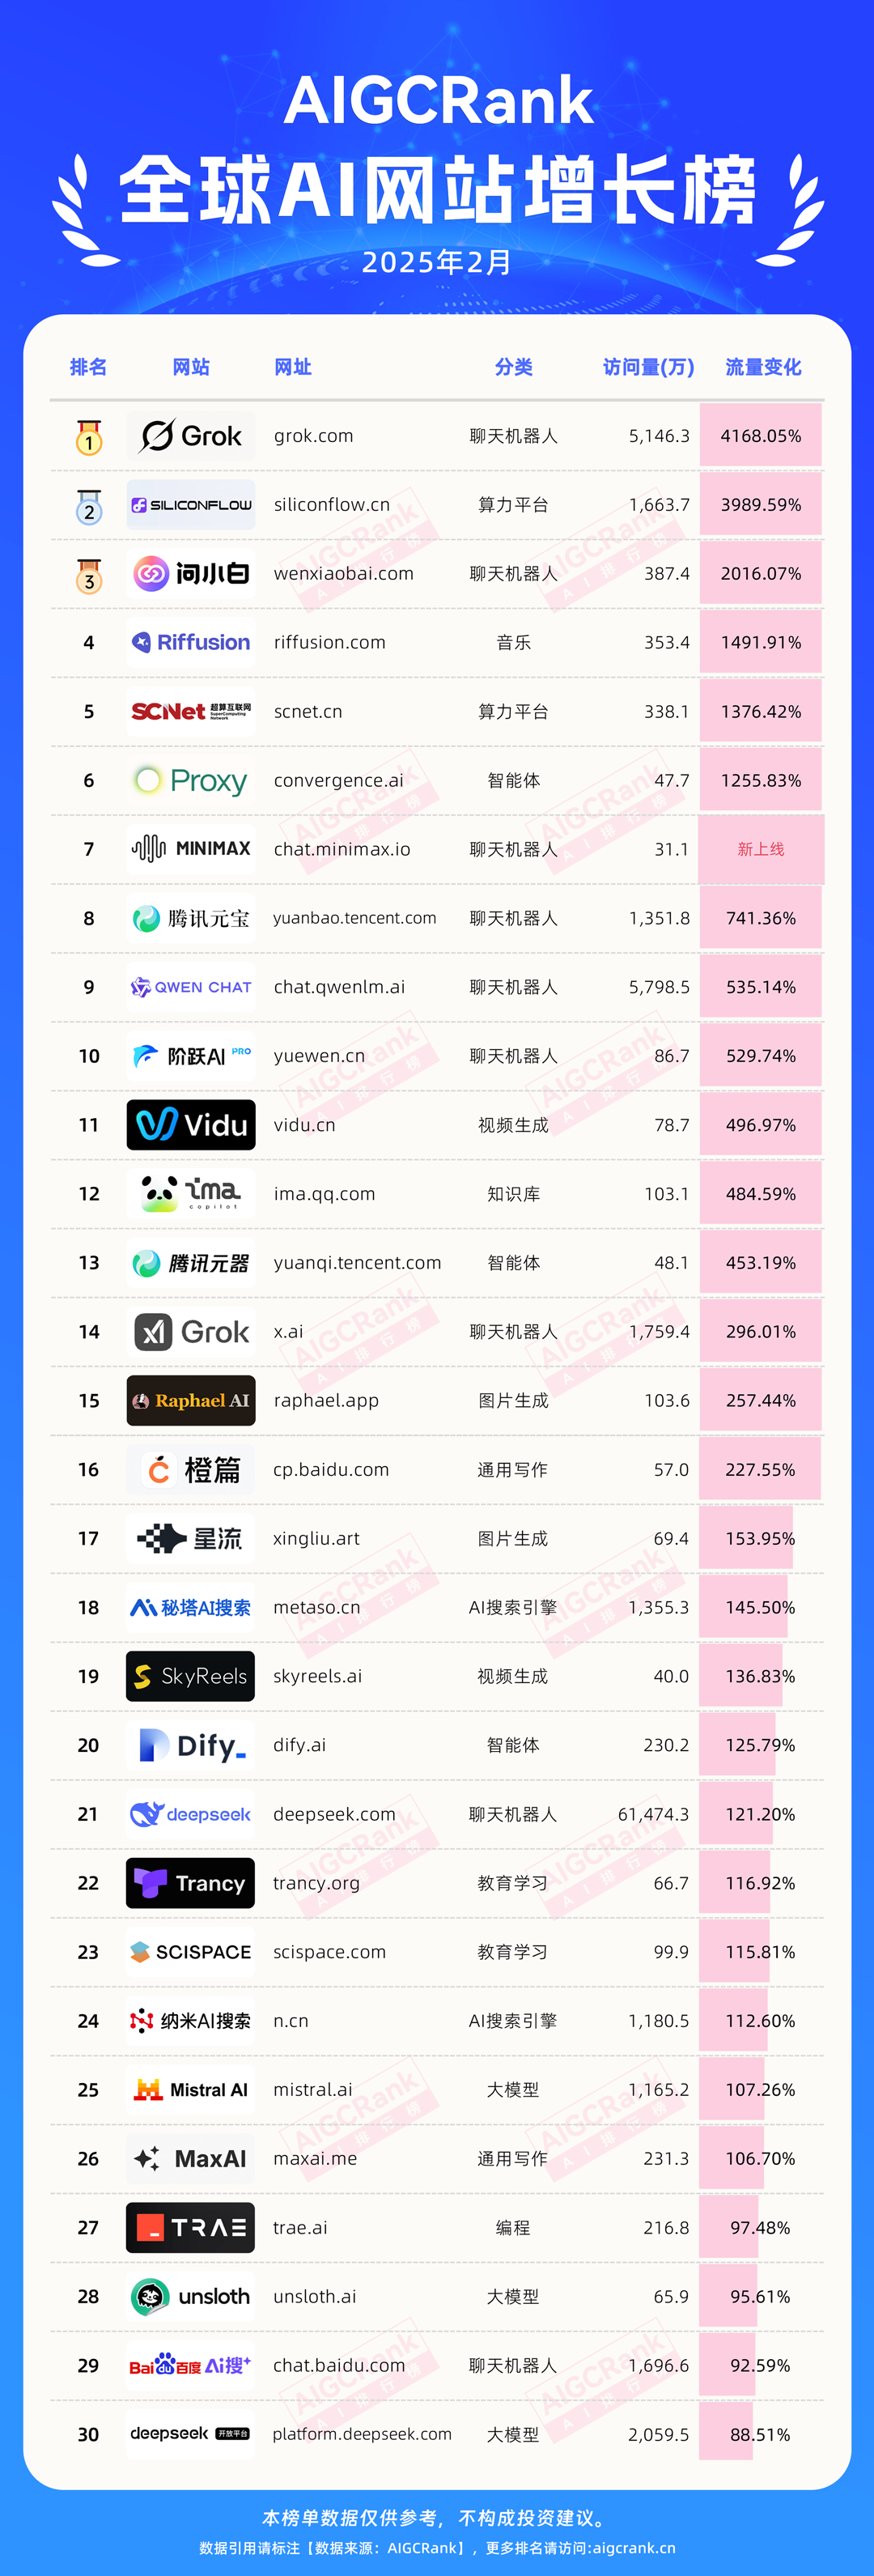 AIGCRank
全球AI网站增长榜
2025年2月
排名 网站 网址 分类 访问量(万) 流量变化
1 Grok grok.com 聊天机器人 5,146.3 4168.05%
2 SILICONFLOW siliconflow.cn 算力平台 1,663.7 3989.59%
3 问小白 wenxiaobai.com 聊天机器人 387.4 2016.07%
4 Riffusion riffusion.com 音乐 353.4 1491.91%
5 SCNet 超算互联网 SuperComputing Network scnet.cn 算力平台 338.1 1376.42%
6 Proxy convergence.ai 智能体 47.7 1255.83%
7 MINIMAX chat.minimax.io 聊天机器人 31.1 新上线
8 腾讯元宝 yuanbao.tencent.com 聊天机器人 1,351.8 741.36%
9 QWEN CHAT chat.qwenlm.ai 聊天机器人 5,798.5 535.14%
10 阶跃AI PRO yuewen.cn 聊天机器人 86.7 529.74%
11 Vidu vidu.cn 视频生成 78.7 496.97%
12 ima copilot ima.qq.com 知识库 103.1 484.59%
13 腾讯元器 yuanqi.tencent.com 智能体 48.1 453.19%
14 xI Grok x.ai 聊天机器人 1,759.4 296.01%
15 Raphael AI raphael.app 图片生成 103.6 257.44%
16 橙篇 cp.baidu.com 通用写作 57.0 227.55%
17 星流 xingliu.art 图片生成 69.4 153.95%
18 秘塔AI搜索 metaso.cn AI搜索引擎 1,355.3 145.50%
19 SkyReels skyreels.ai 视频生成 40.0 136.83%
20 Dify_ dify.ai 智能体 230.2 125.79%
21 deepseek deepseek.com 聊天机器人 61,474.3 121.20%
22 Trancy trancy.org 教育学习 66.7 116.92%
23 SCISPACE scispace.com 教育学习 99.9 115.81%
24 纳米AI搜索 n.cn AI搜索引擎 1,180.5 112.60%
25 Mistral AI mistral.ai 大模型 1,165.2 107.26%
26 MaxAI maxai.me 通用写作 231.3 106.70%
27 TRAE trae.ai 编程 216.8 97.48%
28 unsloth unsloth.ai 大模型 65.9 95.61%
29 Baidu百度 Ai搜+ chat.baidu.com 聊天机器人 1,696.6 92.59%
30 deepseek 开放平台 platform.deepseek.com 大模型 2,059.5 88.51%
本榜单数据仅供参考，不构成投资建议。
数据引用请标注【数据来源：AIGCRank】，更多排名请访问:aigcrank.cn